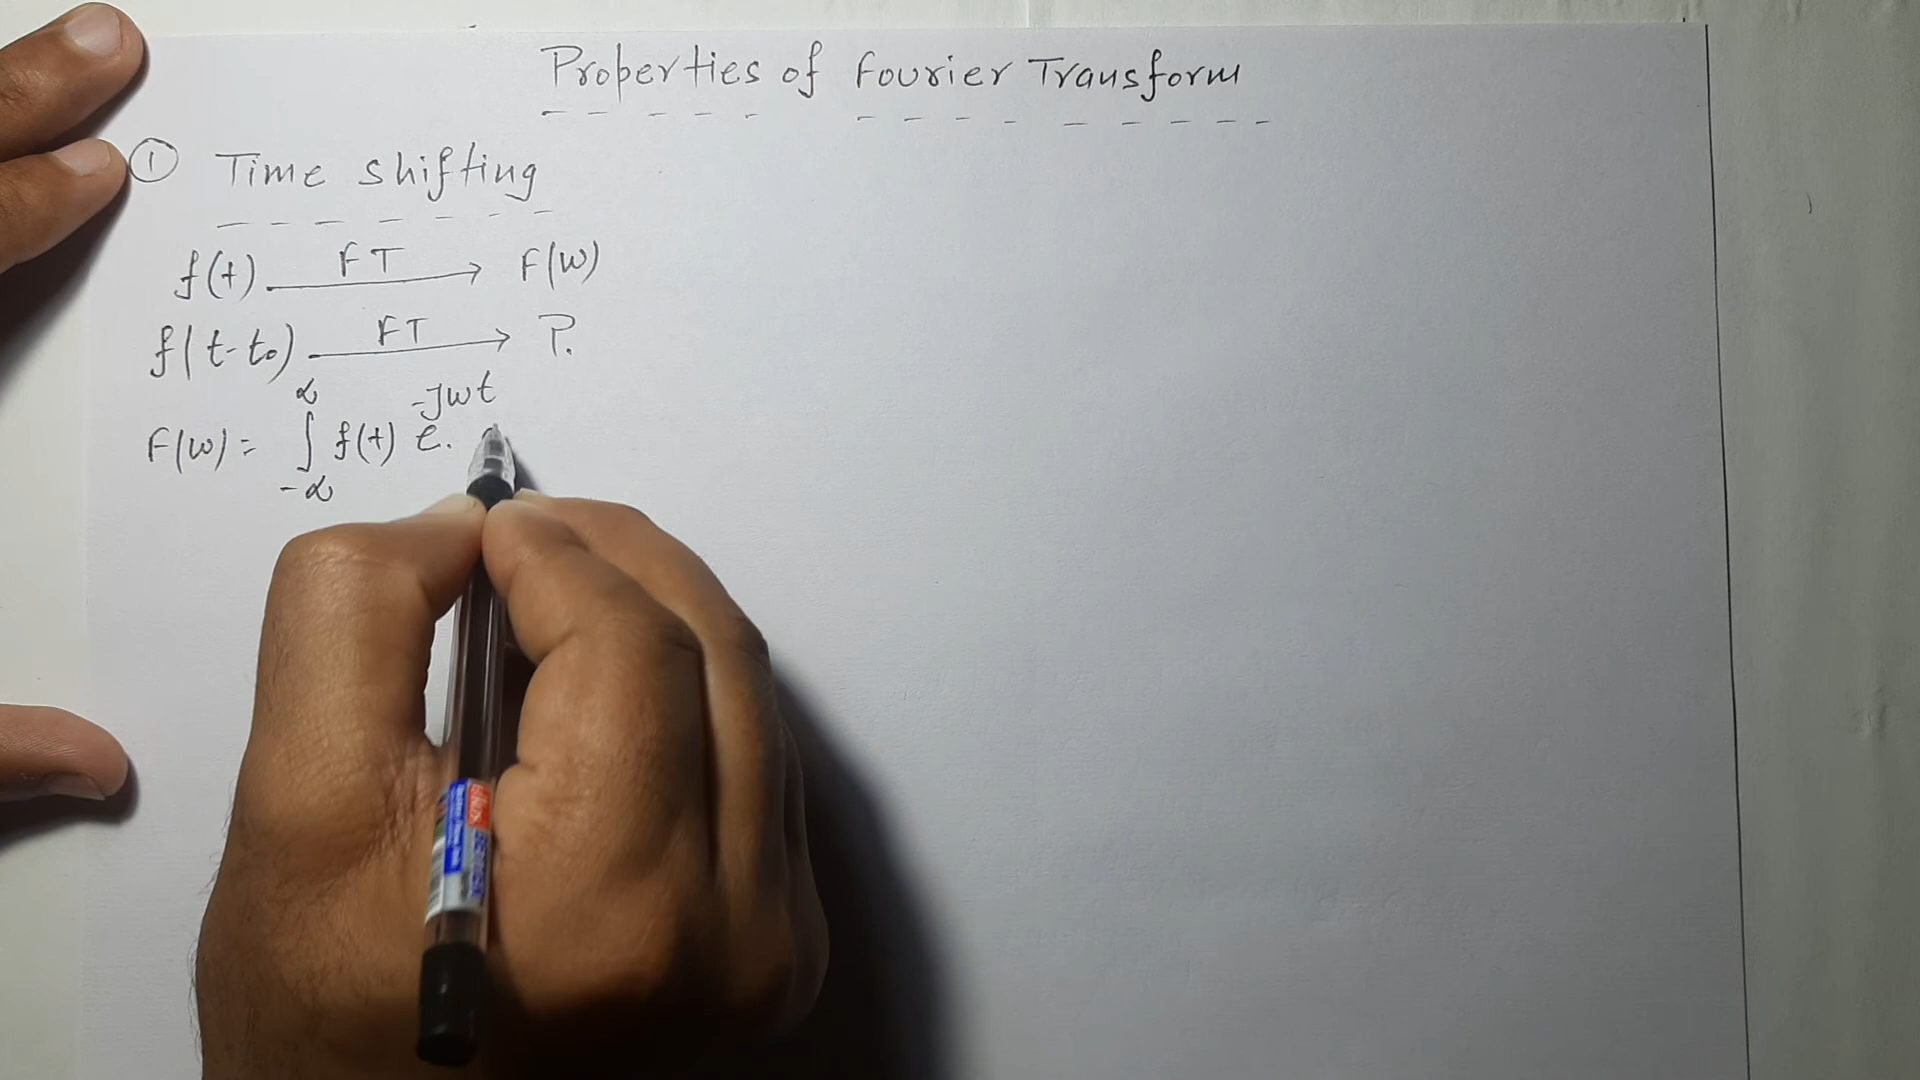 Properties of Fourier Transform
① Time shifting
f(t) FT → F(w)
f(t-t₀) FT → ?
F(w) = ∫_{-∞}^{∞} f(t) e^{-jwt}.